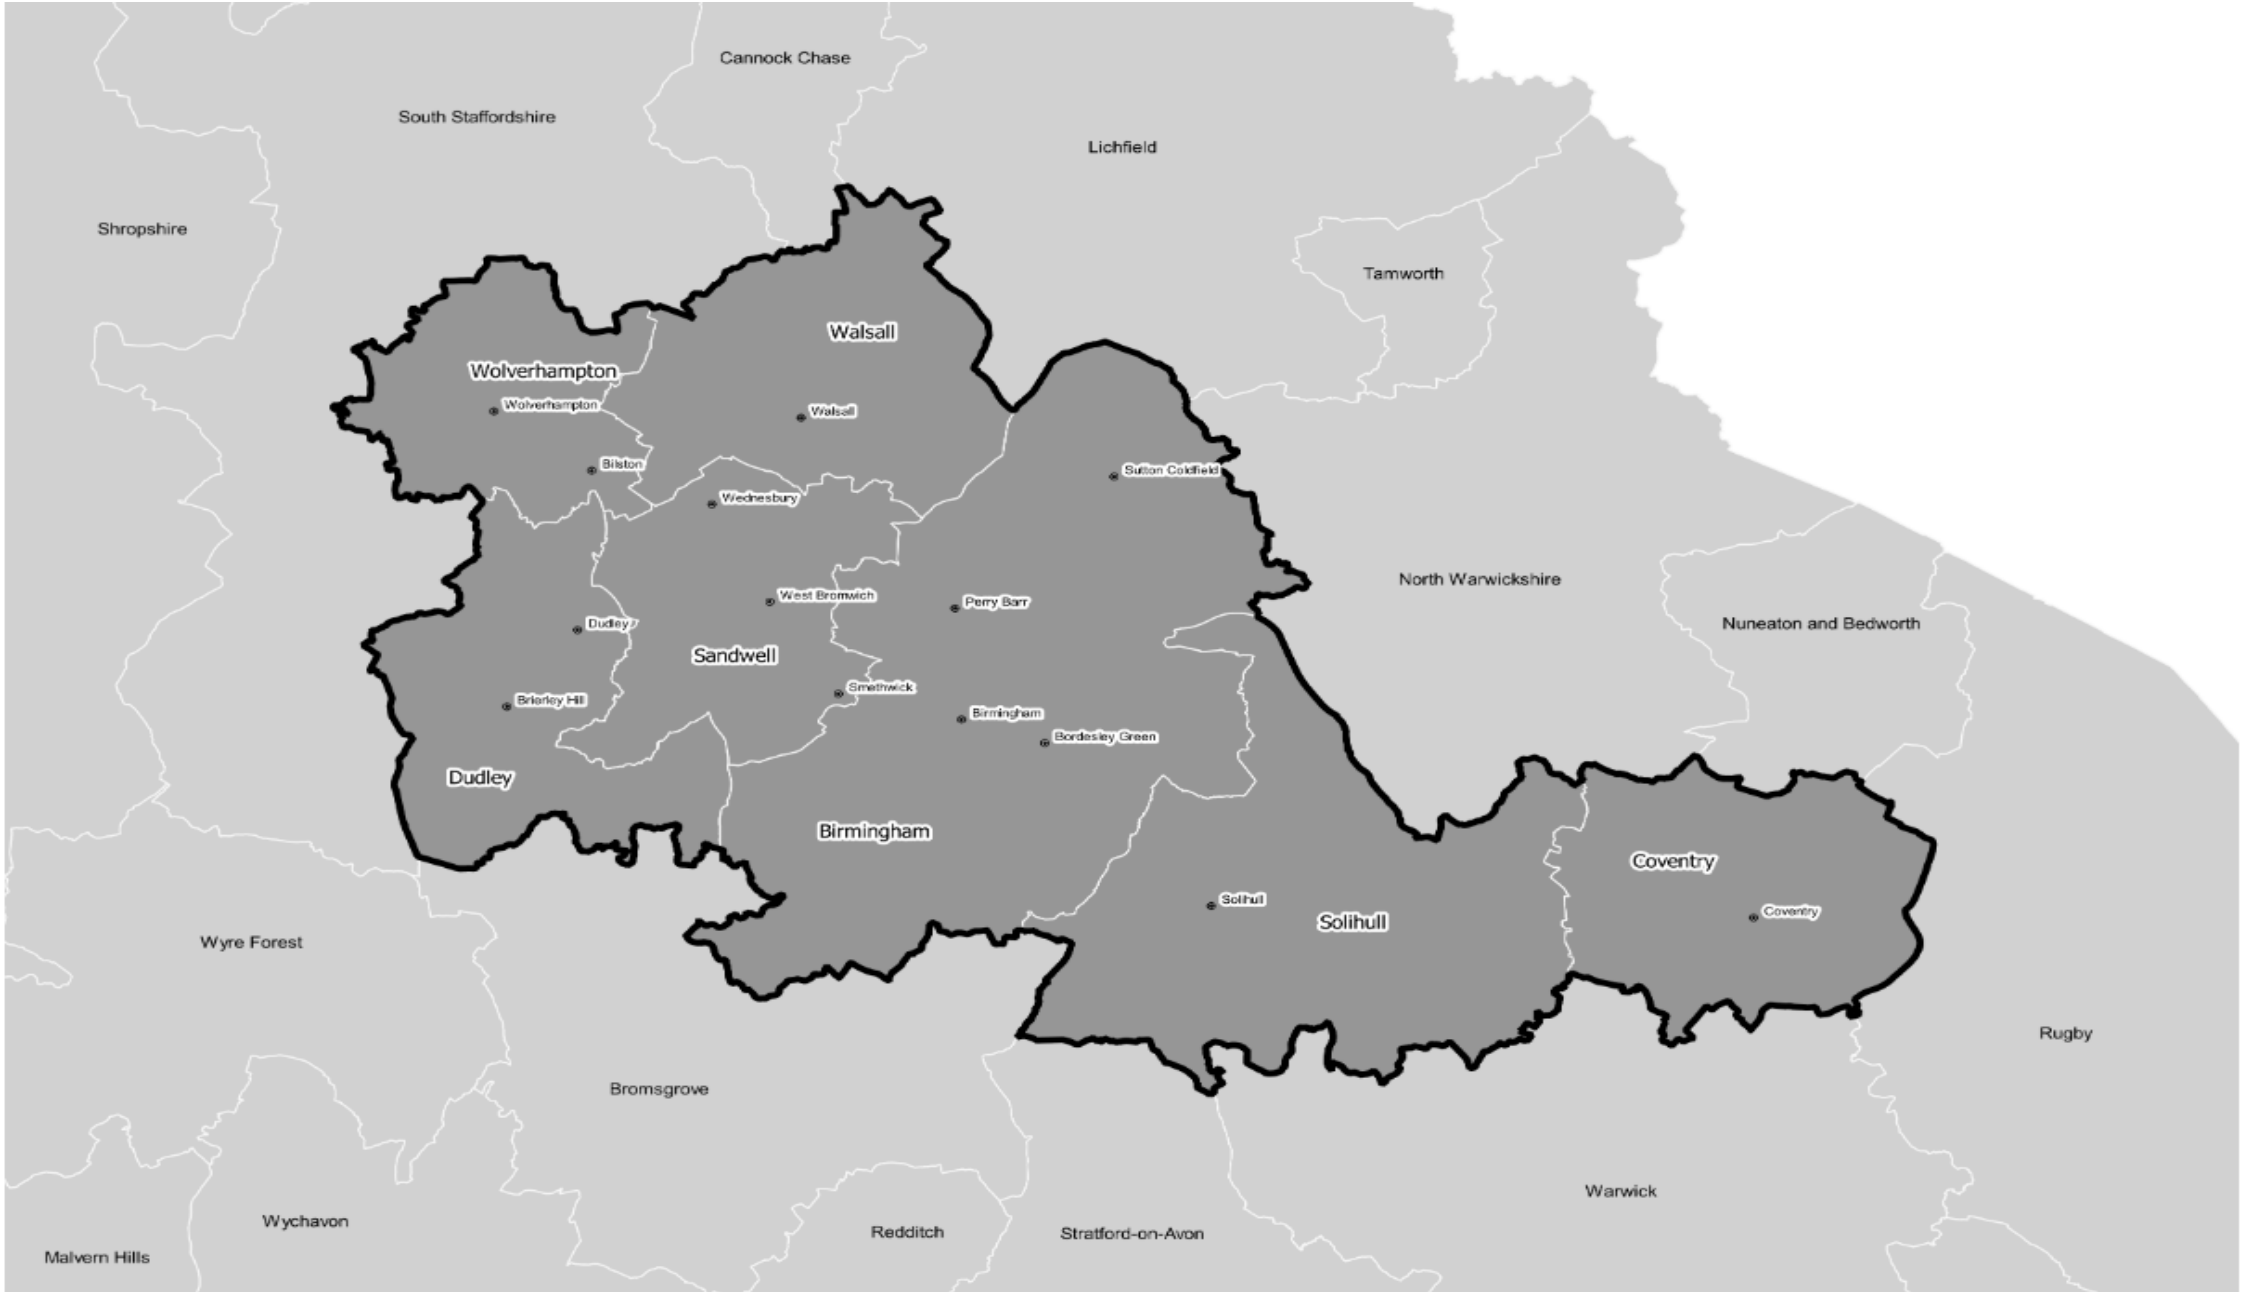 Cannock Chase
South Staffordshire
Lichfield
Shropshire
Tamworth
Walsall
Wolverhampton
Wolverhampton
Walsall
Bilston
Sutton Coldfield
Wednesbury
North Warwickshire
West Bromwich
Perry Barr
Dudley
Nuneaton and Bedworth
Sandwell
Smethwick
Brierley Hill
Birmingham
Bordesley Green
Dudley
Birmingham
Coventry
Solihull
Coventry
Solihull
Wyre Forest
Rugby
Bromsgrove
Warwick
Wychavon
Redditch
Stratford-on-Avon
Malvern Hills